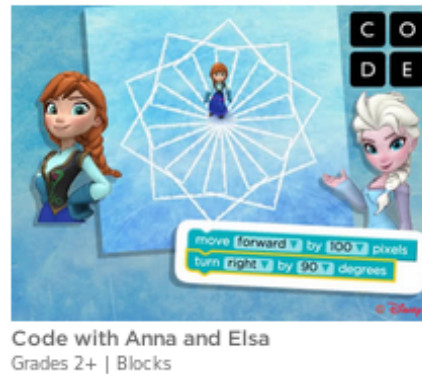 C O
D E
move forward by 100 pixels
turn right by 90 degrees
© Disney
Code with Anna and Elsa
Grades 2+ | Blocks